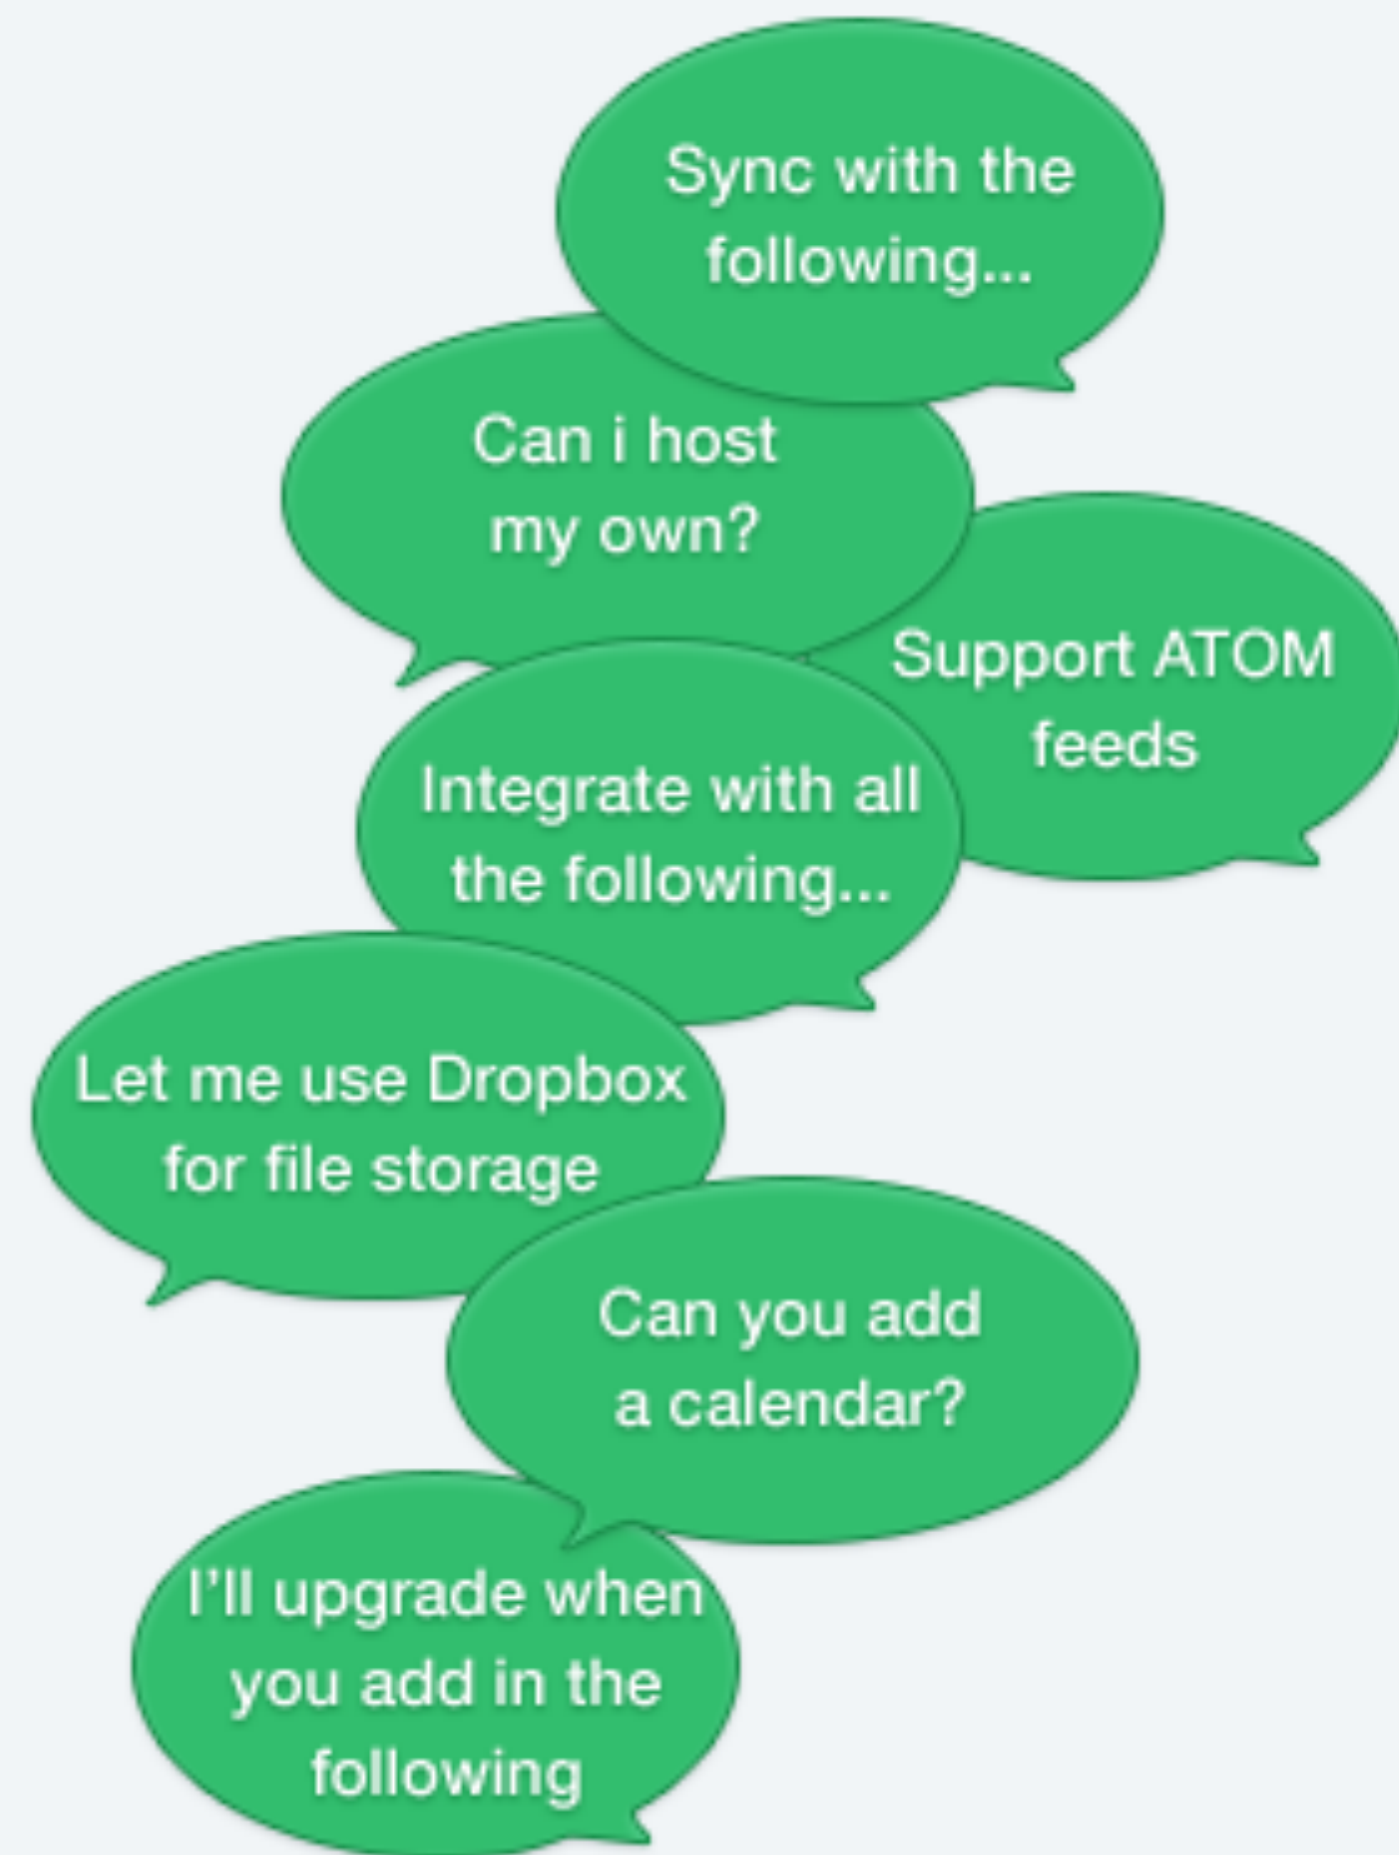 Sync with the
following...
Can i host
my own?
Support ATOM
feeds
Integrate with all
the following...
Let me use Dropbox
for file storage
Can you add
a calendar?
I’ll upgrade when
you add in the
following